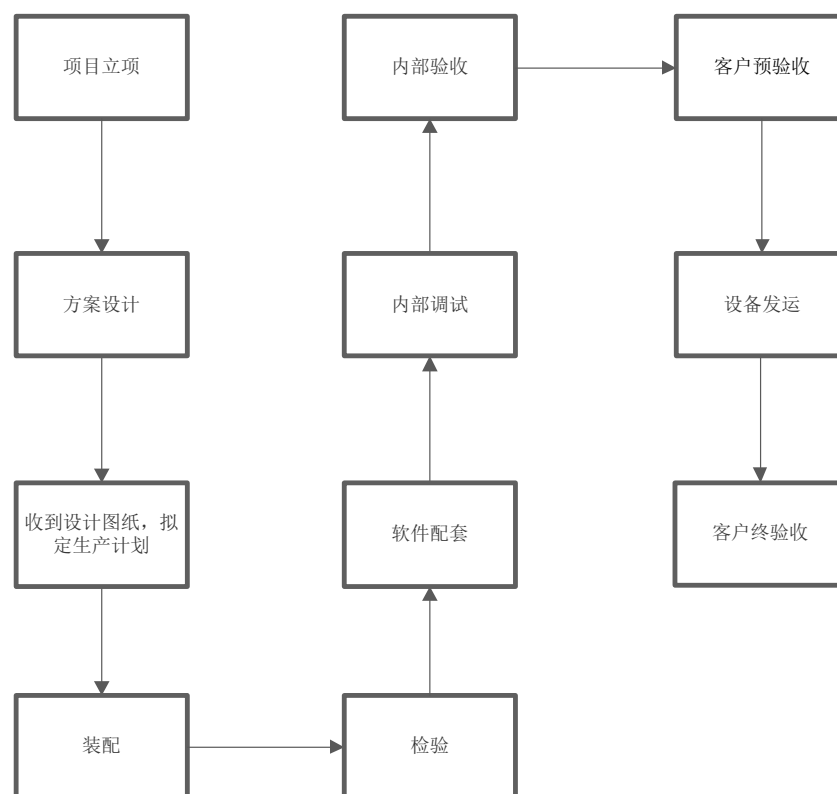 项目立项
方案设计
收到设计图纸，拟
定生产计划
装配
检验
软件配套
内部调试
内部验收
客户预验收
设备发运
客户终验收